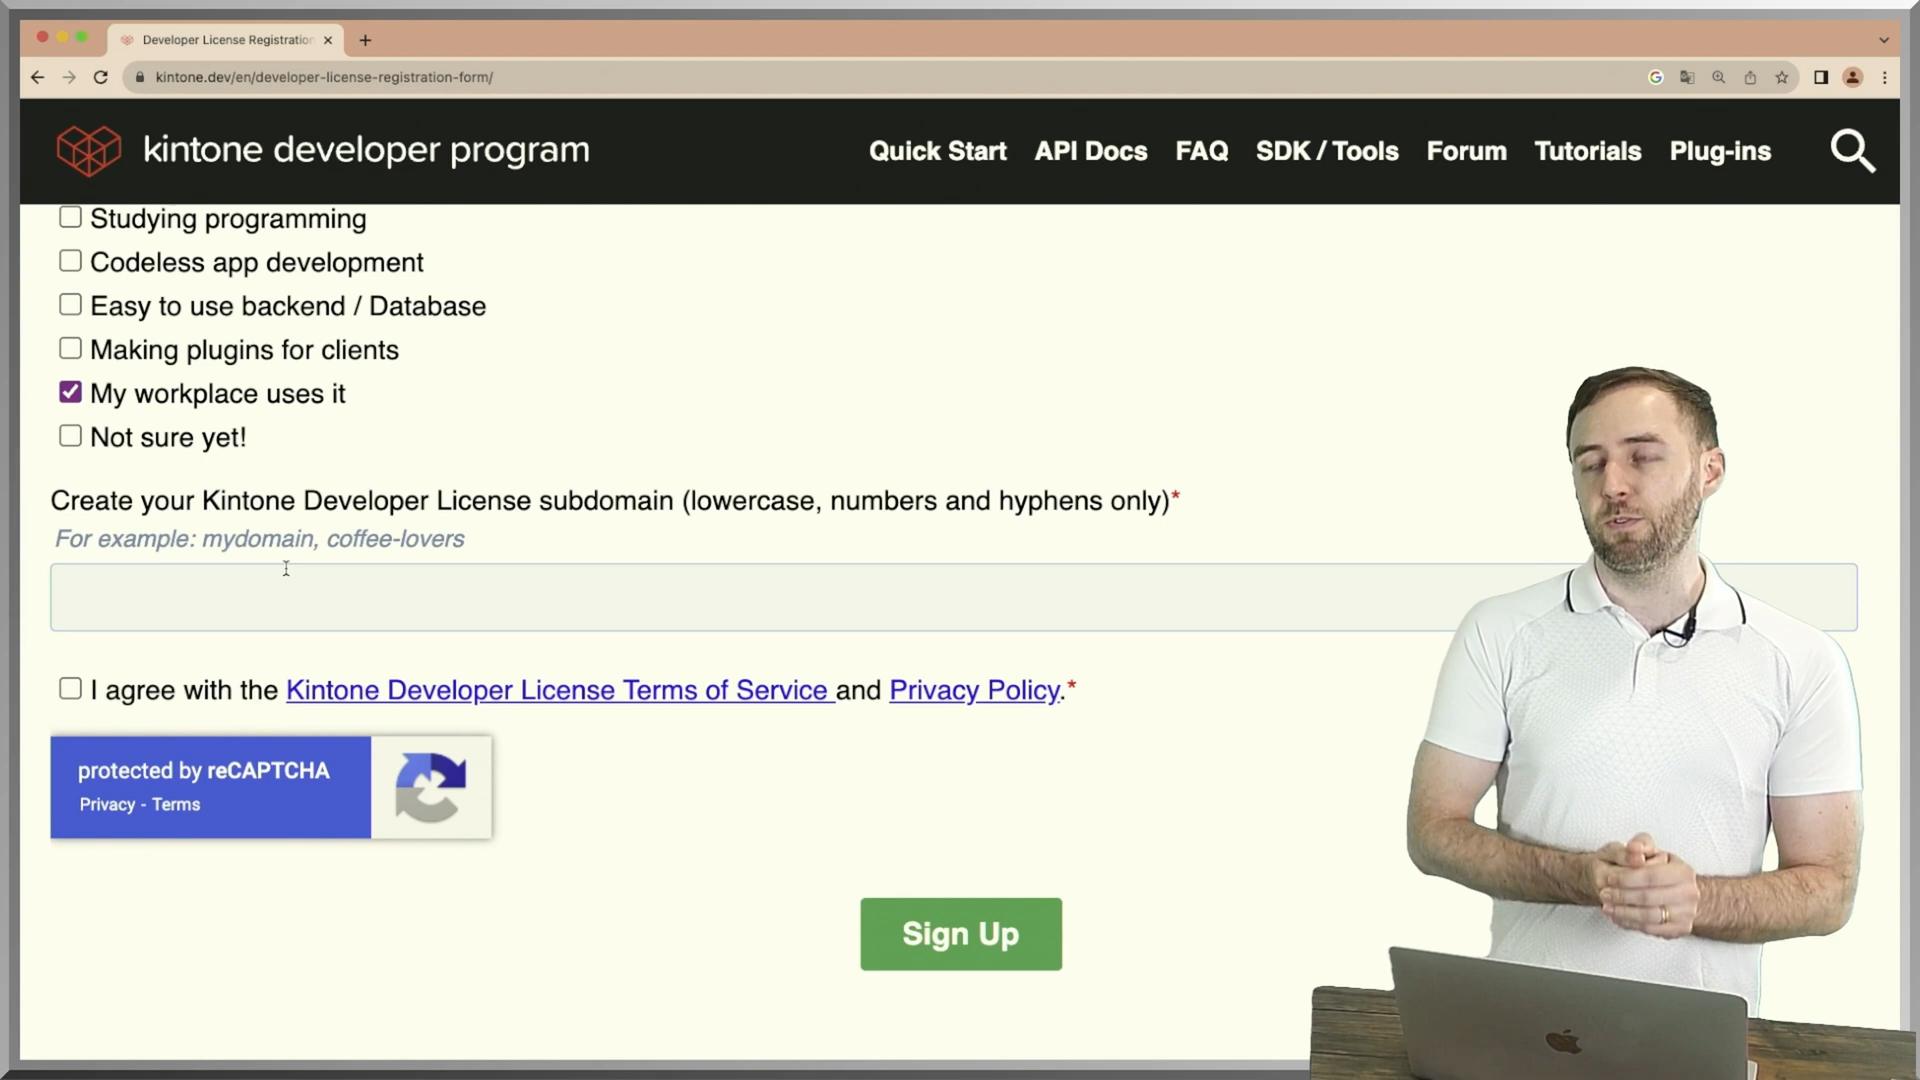 Developer License Registration
kintone.dev/en/developer-license-registration-form/
kintone developer program
Quick Start
API Docs
FAQ
SDK / Tools
Forum
Tutorials
Plug-ins
Studying programming
Codeless app development
Easy to use backend / Database
Making plugins for clients
My workplace uses it
Not sure yet!
Create your Kintone Developer License subdomain (lowercase, numbers and hyphens only)*
For example: mydomain, coffee-lovers
I agree with the Kintone Developer License Terms of Service and Privacy Policy.*
protected by reCAPTCHA
Privacy - Terms
Sign Up